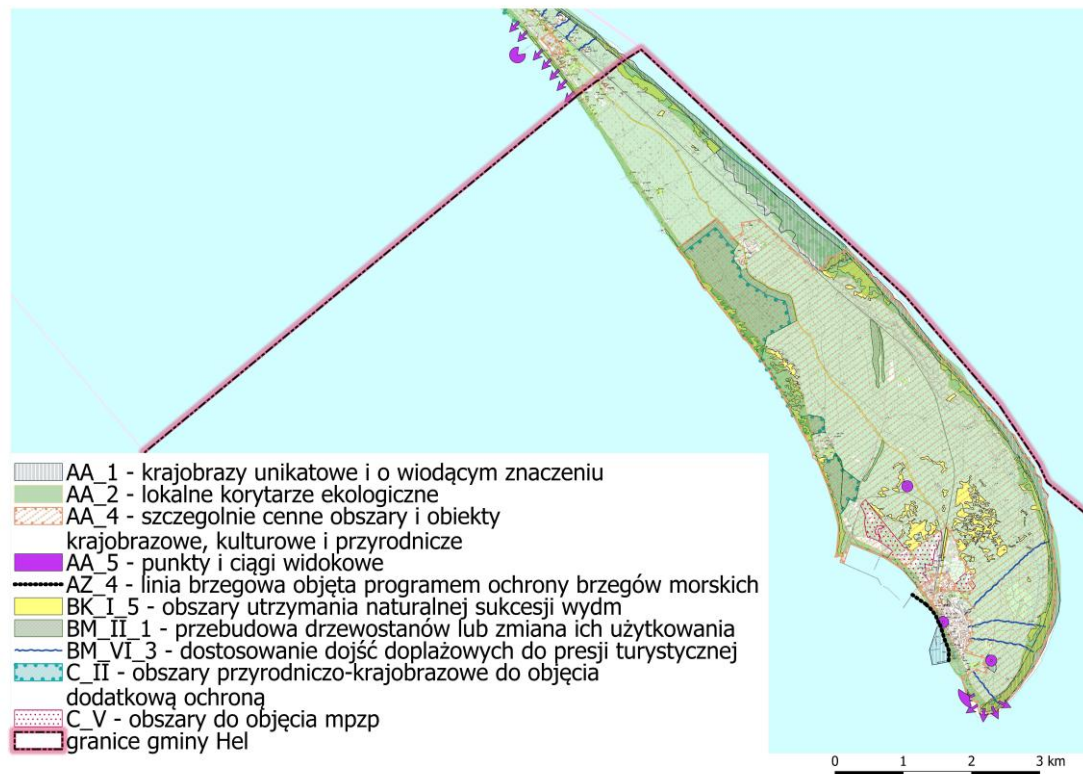 AA_1 - krajobrazy unikatowe i o wiodącym znaczeniu
AA_2 - lokalne korytarze ekologiczne
AA_4 - szczegolnie cenne obszary i obiekty
krajobrazowe, kulturowe i przyrodnicze
AA_5 - punkty i ciągi widokowe
AZ_4 - linia brzegowa objęta programem ochrony brzegów morskich
BK_I_5 - obszary utrzymania naturalnej sukcesji wydm
BM_II_1 - przebudowa drzewostanów lub zmiana ich użytkowania
BM_VI_3 - dostosowanie dojść doplażowych do presji turystycznej
C_II - obszary przyrodniczo-krajobrazowe do objęcia
dodatkową ochroną
C_V - obszary do objęcia mpzp
granice gminy Hel
0 1 2 3 km